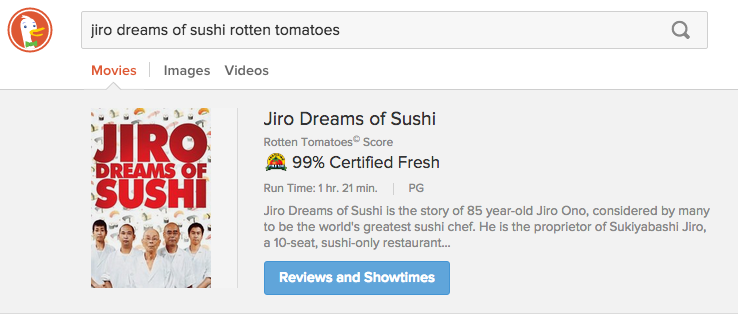 jiro dreams of sushi rotten tomatoes
Movies Images Videos
JIRO
DREAMS OF
SUSHI
Jiro Dreams of Sushi
Rotten Tomatoes© Score
99% Certified Fresh
Run Time: 1 hr. 21 min. PG
Jiro Dreams of Sushi is the story of 85 year-old Jiro Ono, considered by many
to be the world's greatest sushi chef. He is the proprietor of Sukiyabashi Jiro,
a 10-seat, sushi-only restaurant...
Reviews and Showtimes